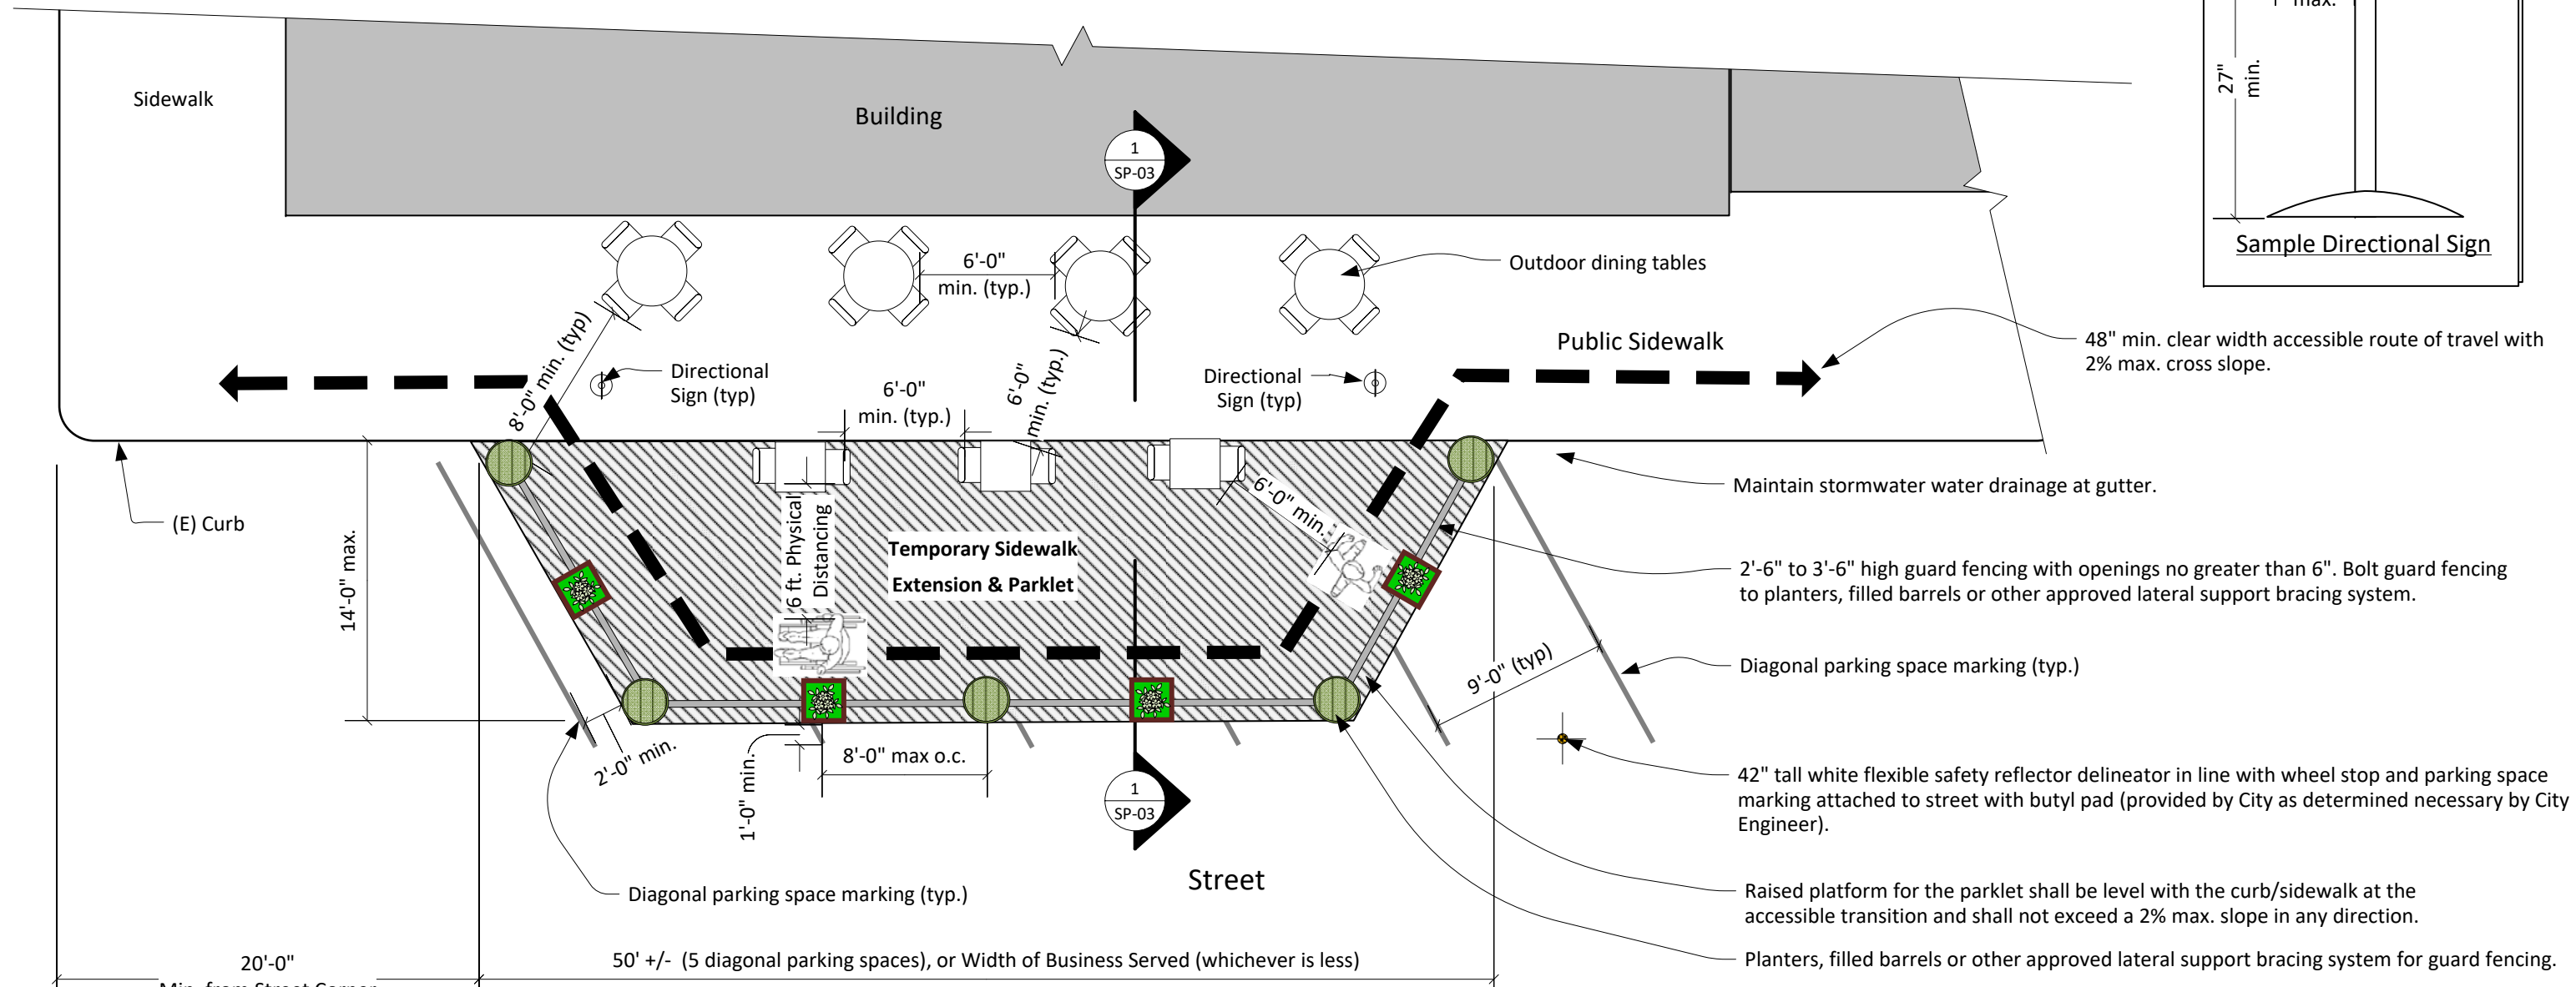 max.
27"
min.
Sample Directional Sign
Sidewalk
Building
1
SP-03
6'-0"
min. (typ.)
Outdoor dining tables
8'-0" min. (typ)
Directional
Sign (typ)
6'-0"
min. (typ.)
6'-0"
min. (typ.)
Directional
Sign (typ)
Public Sidewalk
48" min. clear width accessible route of travel with
2% max. cross slope.
(E) Curb
14'-0" max.
6 ft. Physical
Distancing
Temporary Sidewalk
Extension & Parklet
6'-0" min.
Maintain stormwater water drainage at gutter.
2'-6" to 3'-6" high guard fencing with openings no greater than 6". Bolt guard fencing
to planters, filled barrels or other approved lateral support bracing system.
9'-0" (typ)
Diagonal parking space marking (typ.)
2'-0" min.
1'-0" min.
8'-0" max o.c.
1
SP-03
42" tall white flexible safety reflector delineator in line with wheel stop and parking space
marking attached to street with butyl pad (provided by City as determined necessary by City
Engineer).
Diagonal parking space marking (typ.)
Street
Raised platform for the parklet shall be level with the curb/sidewalk at the
accessible transition and shall not exceed a 2% max. slope in any direction.
20'-0"
Min. from Street Corner
50' +/- (5 diagonal parking spaces), or Width of Business Served (whichever is less)
Planters, filled barrels or other approved lateral support bracing system for guard fencing.